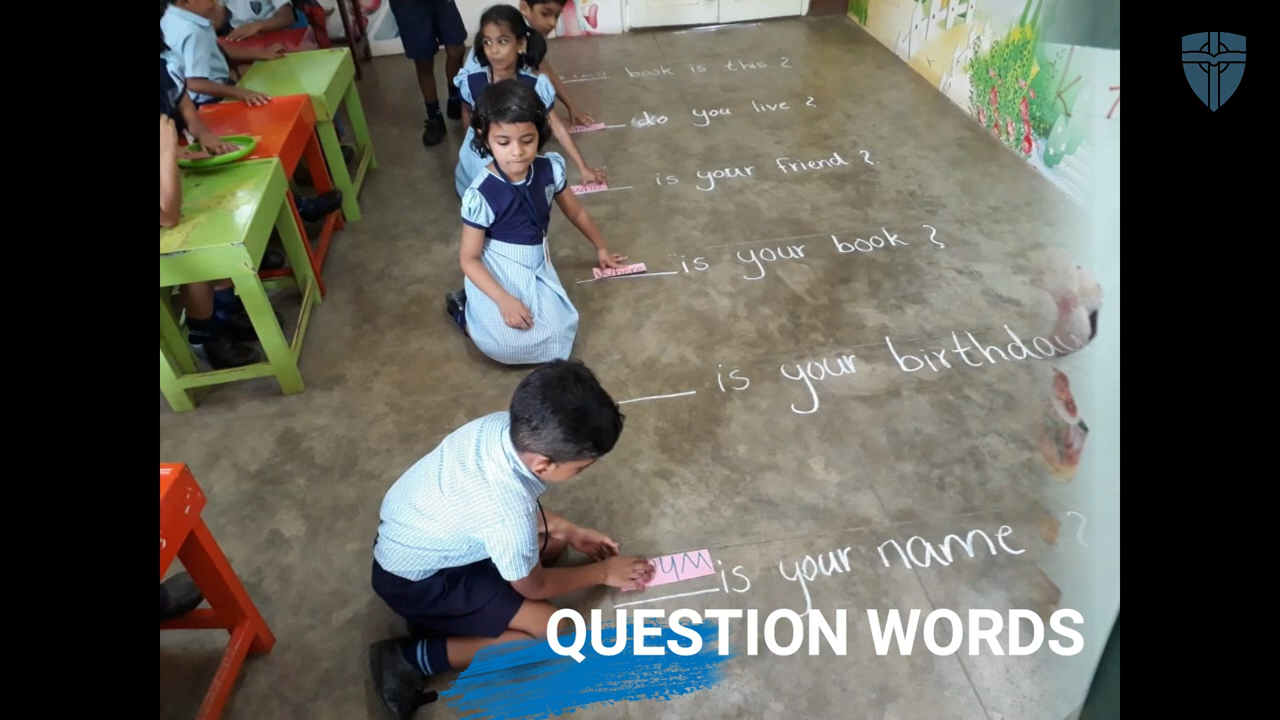 book is this ?
do you live ?
is your friend ?
Where is your book ?
is your birthday
is your name ?
QUESTION WORDS